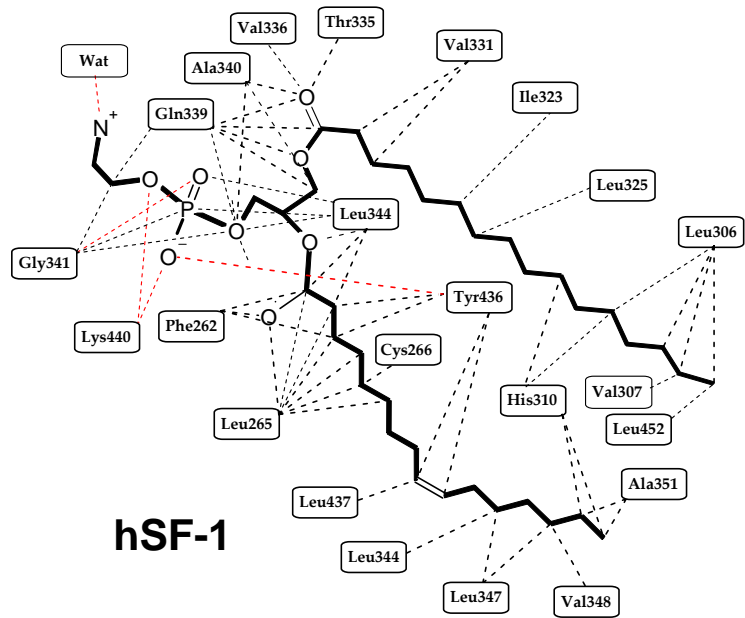 Thr335
Val336
Val331
Wat
Ala340
O
Ile323
Gln339
N+
O
Leu325
O
O
P
Leu344
Leu306
O
O
Gly341
O−
Tyr436
Phe262
O
Lys440
Cys266
Val307
His310
Leu265
Leu452
Ala351
Leu437
hSF-1
Leu344
Leu347
Val348